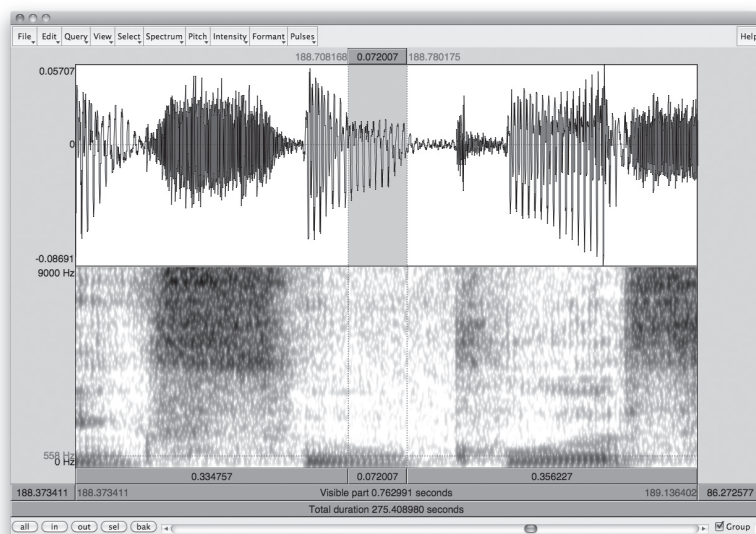 File Edit Query View Select Spectrum Pitch Intensity Formant Pulses Help
188.708168 0.072007 188.780175
0.05707
0
-0.08691
9000 Hz
558 Hz
0 Hz
0.334757 0.072007 0.356227
188.373411 188.373411 Visible part 0.762991 seconds 189.136402 86.272577
Total duration 275.408980 seconds
all in out sel bak Group